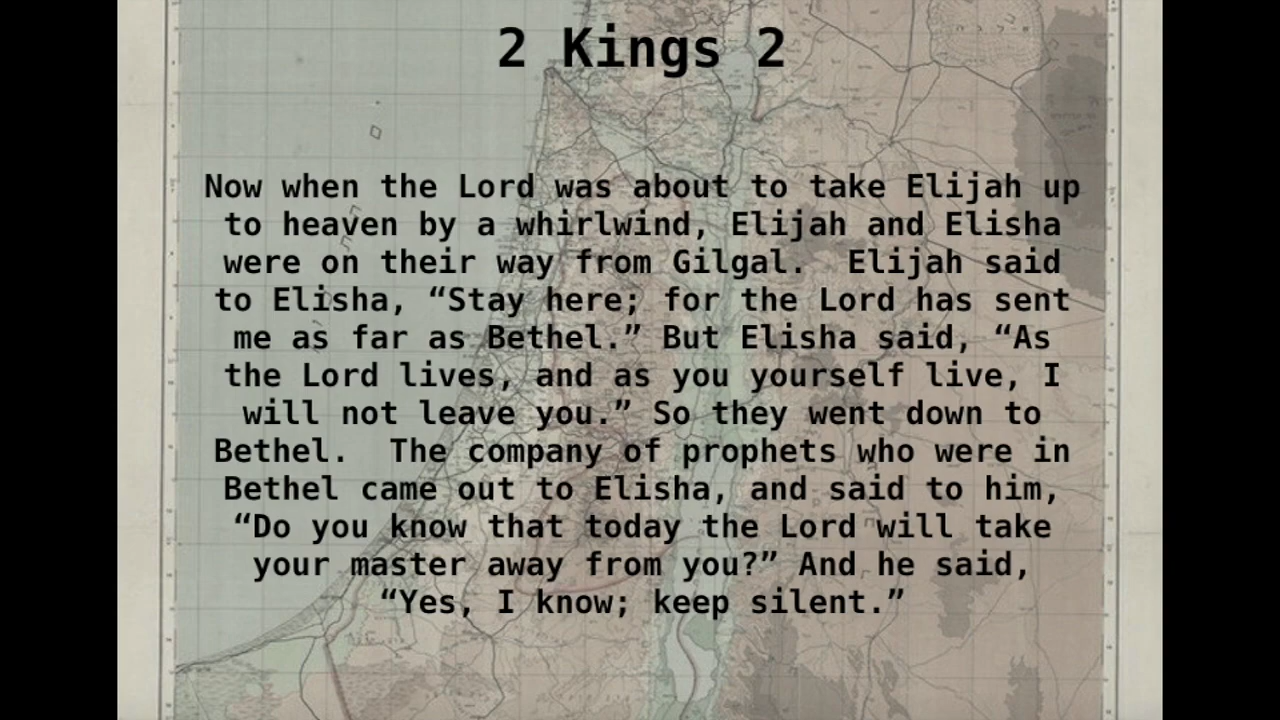 2 Kings 2
Now when the Lord was about to take Elijah up
to heaven by a whirlwind, Elijah and Elisha
were on their way from Gilgal.  Elijah said
to Elisha, “Stay here; for the Lord has sent
me as far as Bethel.” But Elisha said, “As
the Lord lives, and as you yourself live, I
will not leave you.” So they went down to
Bethel.  The company of prophets who were in
Bethel came out to Elisha, and said to him,
“Do you know that today the Lord will take
your master away from you?” And he said,
“Yes, I know; keep silent.”